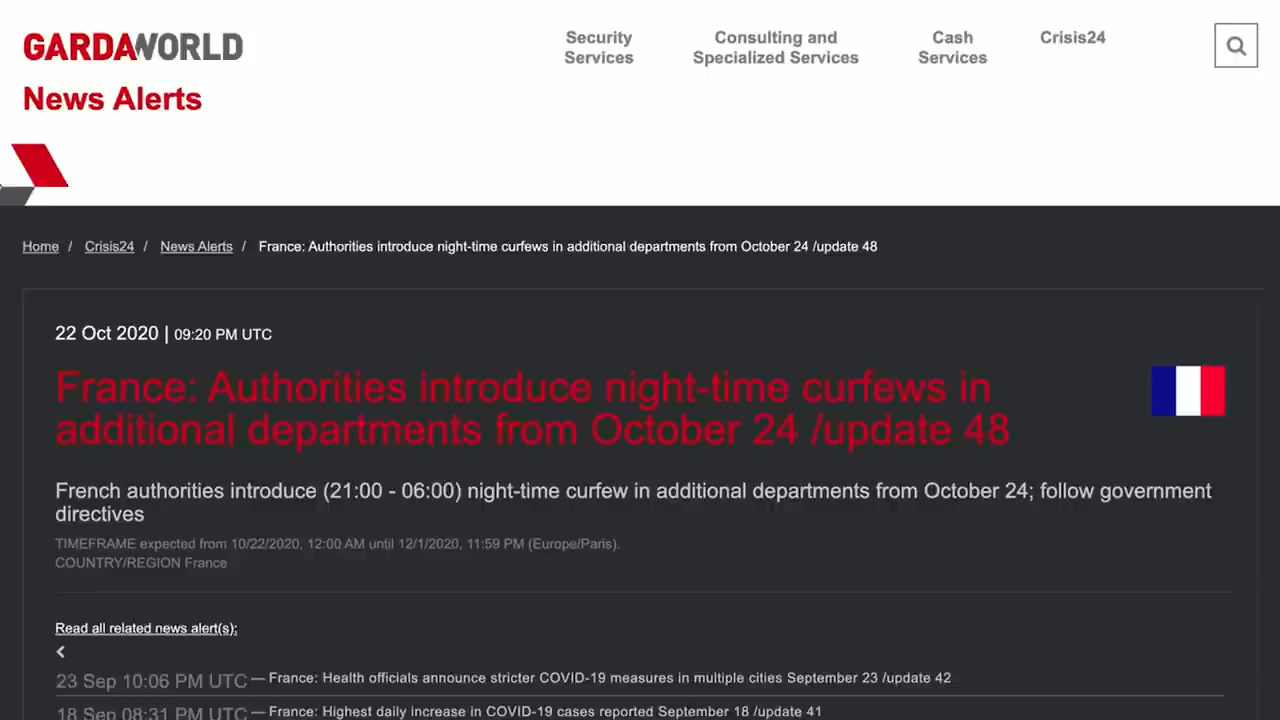 GARDAWORLD
News Alerts
Security
Services
Consulting and
Specialized Services
Cash
Services
Crisis24
Home / Crisis24 / News Alerts / France: Authorities introduce night-time curfews in additional departments from October 24 /update 48
22 Oct 2020 | 09:20 PM UTC
France: Authorities introduce night-time curfews in
additional departments from October 24 /update 48
French authorities introduce (21:00 - 06:00) night-time curfew in additional departments from October 24; follow government
directives
TIMEFRAME expected from 10/22/2020, 12:00 AM until 12/1/2020, 11:59 PM (Europe/Paris).
COUNTRY/REGION France
Read all related news alert(s):
23 Sep 10:06 PM UTC — France: Health officials announce stricter COVID-19 measures in multiple cities September 23 /update 42
18 Sep 08:31 PM UTC — France: Highest daily increase in COVID-19 cases reported September 18 /update 41